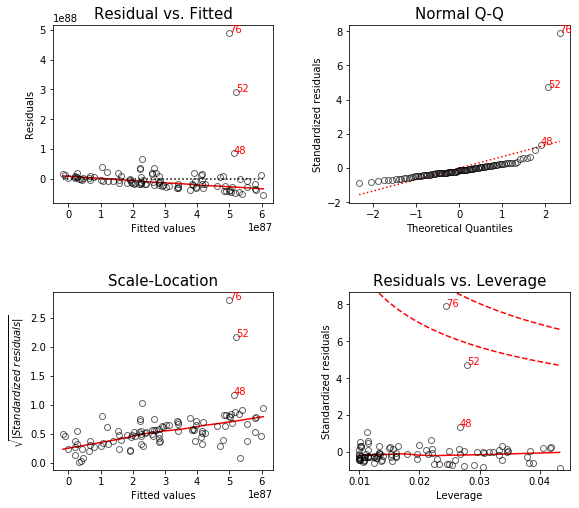 Residual vs. Fitted
1e88
5
4
3
2
1
0
Residuals
76
52
48
0 1 2 3 4 5 6
Fitted values
1e87
Normal Q-Q
8
6
4
2
0
−2
Standardized residuals
76
52
48
−2 −1 0 1 2
Theoretical Quantiles
Scale-Location
2.5
2.0
1.5
1.0
0.5
0.0
√|Standardized residuals|
76
52
48
0 1 2 3 4 5 6
Fitted values
1e87
Residuals vs. Leverage
8
6
4
2
0
Standardized residuals
76
52
48
0.01 0.02 0.03 0.04
Leverage